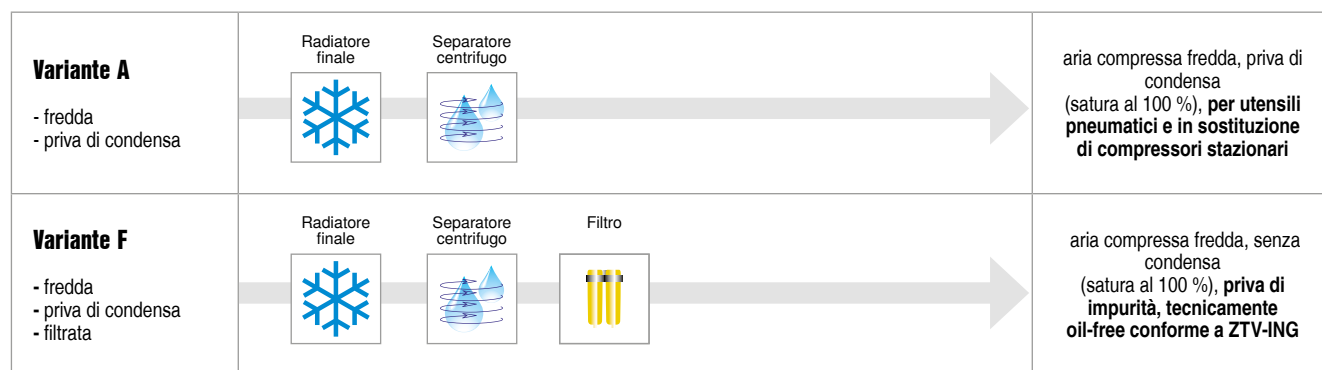 Variante A
- fredda
- priva di condensa
Radiatore
finale
Separatore
centrifugo
aria compressa fredda, priva di
condensa
(satura al 100 %), per utensili
pneumatici e in sostituzione
di compressori stazionari
Variante F
- fredda
- priva di condensa
- filtrata
Radiatore
finale
Separatore
centrifugo
Filtro
aria compressa fredda, senza
condensa
(satura al 100 %), priva di
impurità, tecnicamente
oil-free conforme a ZTV-ING